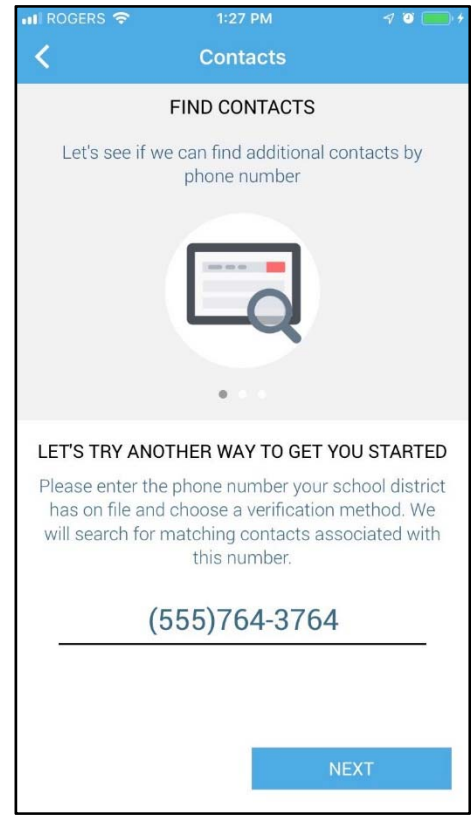 ROGERS 1:27 PM
Contacts
FIND CONTACTS
Let's see if we can find additional contacts by
phone number
LET'S TRY ANOTHER WAY TO GET YOU STARTED
Please enter the phone number your school district
has on file and choose a verification method. We
will search for matching contacts associated with
this number.
(555)764-3764
NEXT